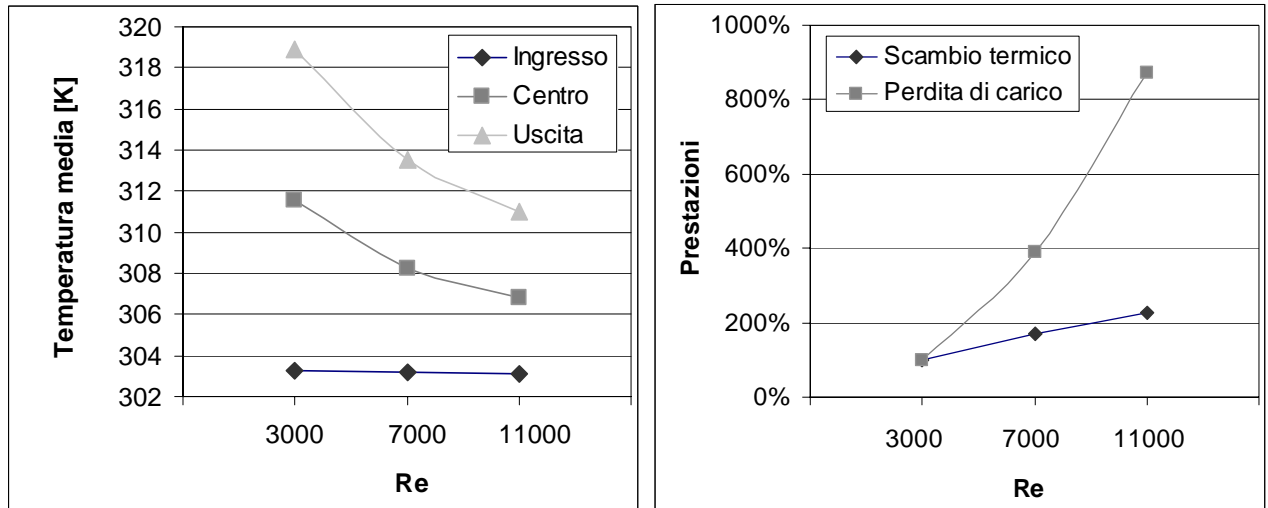 Temperatura media [K]
320
318
316
314
312
310
308
306
304
302
Ingresso
Centro
Uscita
3000 7000 11000
Re
Prestazioni
1000%
800%
600%
400%
200%
0%
Scambio termico
Perdita di carico
3000 7000 11000
Re